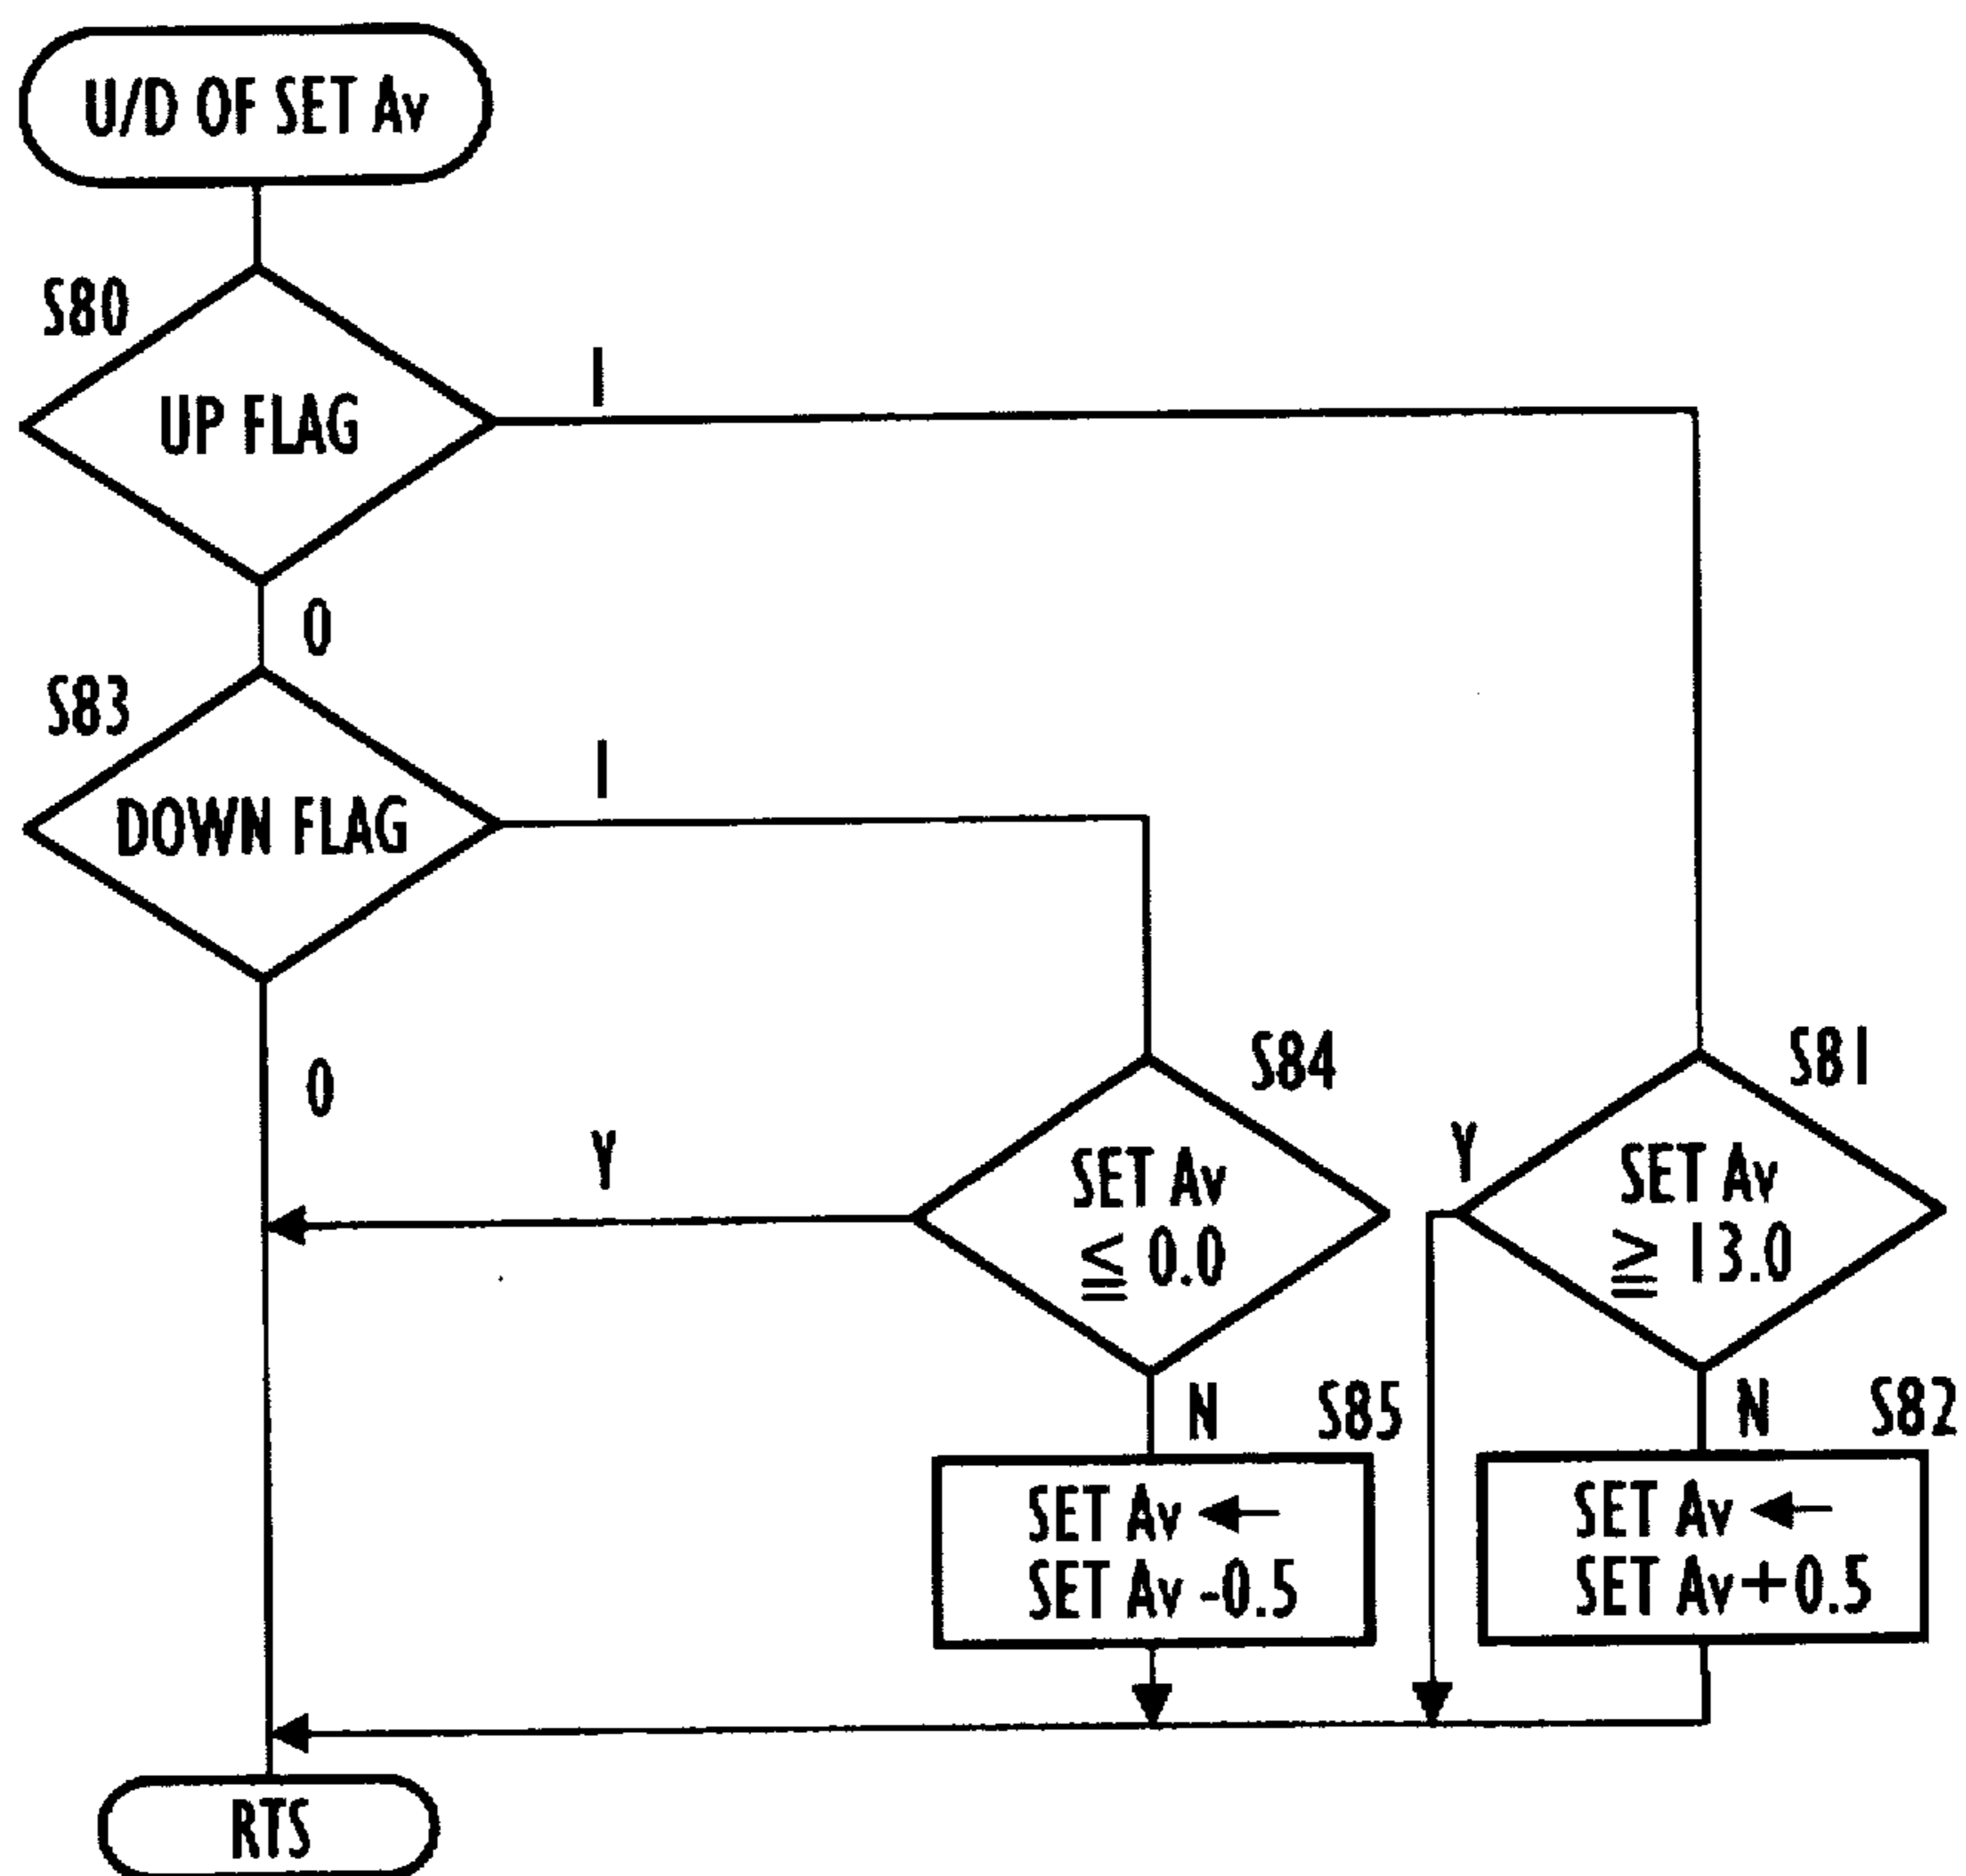 U/D OF SET Av
S80
1
UP FLAG
0
S83
1
DOWN FLAG
0
S84
S81
Y
Y
SET Av
≦ 0.0
SET Av
≧ 13.0
N
S85
N
S82
SET Av ←
SET Av -0.5
SET Av ←
SET Av+0.5
RTS